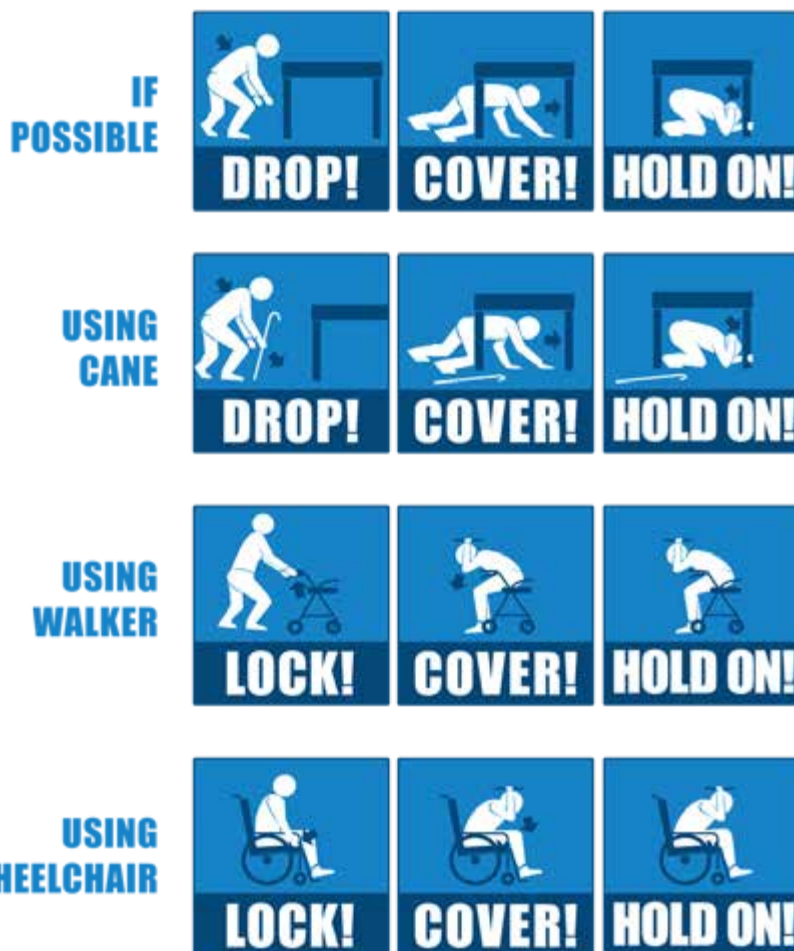 IF
POSSIBLE
DROP! COVER! HOLD ON!
USING
CANE
DROP! COVER! HOLD ON!
USING
WALKER
LOCK! COVER! HOLD ON!
USING
HEELCHAIR
LOCK! COVER! HOLD ON!